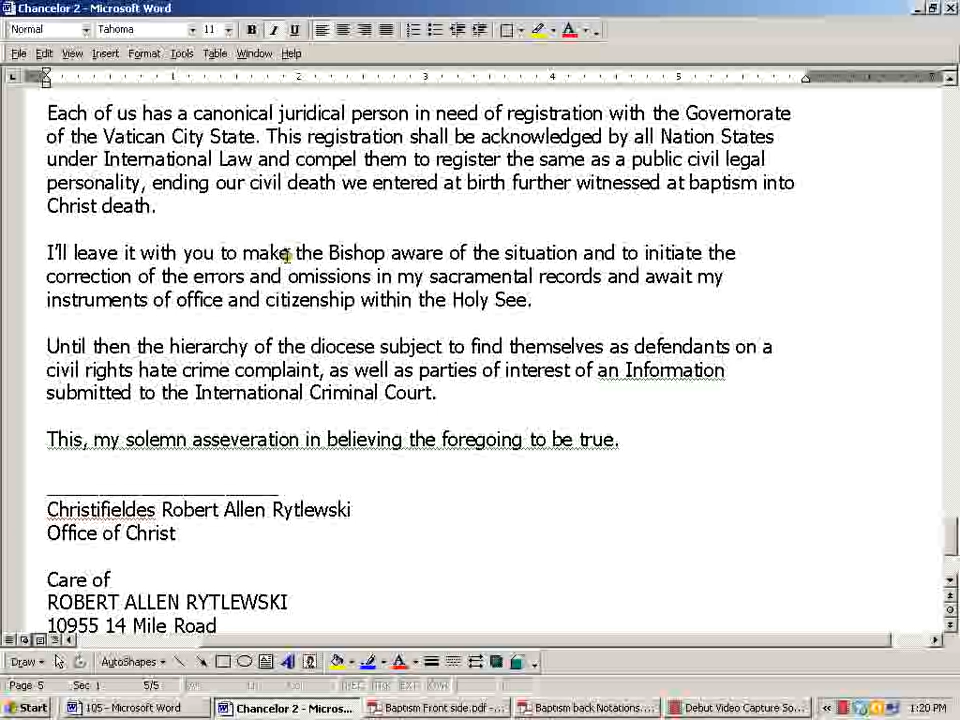 Chancelor 2 - Microsoft Word
Normal Tahoma 11 B I U A
File Edit View Insert Format Tools Table Window Help
1 2 3 4 5 7
Each of us has a canonical juridical person in need of registration with the Governorate
of the Vatican City State. This registration shall be acknowledged by all Nation States
under International Law and compel them to register the same as a public civil legal
personality, ending our civil death we entered at birth further witnessed at baptism into
Christ death.
I'll leave it with you to make the Bishop aware of the situation and to initiate the
correction of the errors and omissions in my sacramental records and await my
instruments of office and citizenship within the Holy See.
Until then the hierarchy of the diocese subject to find themselves as defendants on a
civil rights hate crime complaint, as well as parties of interest of an Information
submitted to the International Criminal Court.
This, my solemn asseveration in believing the foregoing to be true.
Christifieldes Robert Allen Rytlewski
Office of Christ
Care of
ROBERT ALLEN RYTLEWSKI
10955 14 Mile Road
Draw AutoShapes A A
Page 5 Sec 1 5/5
Start 105 - Microsoft Word Chancelor 2 - Micros... Baptism Front side.pdf -... Baptism back Notations.... Debut Video Capture So... « 1:20 PM